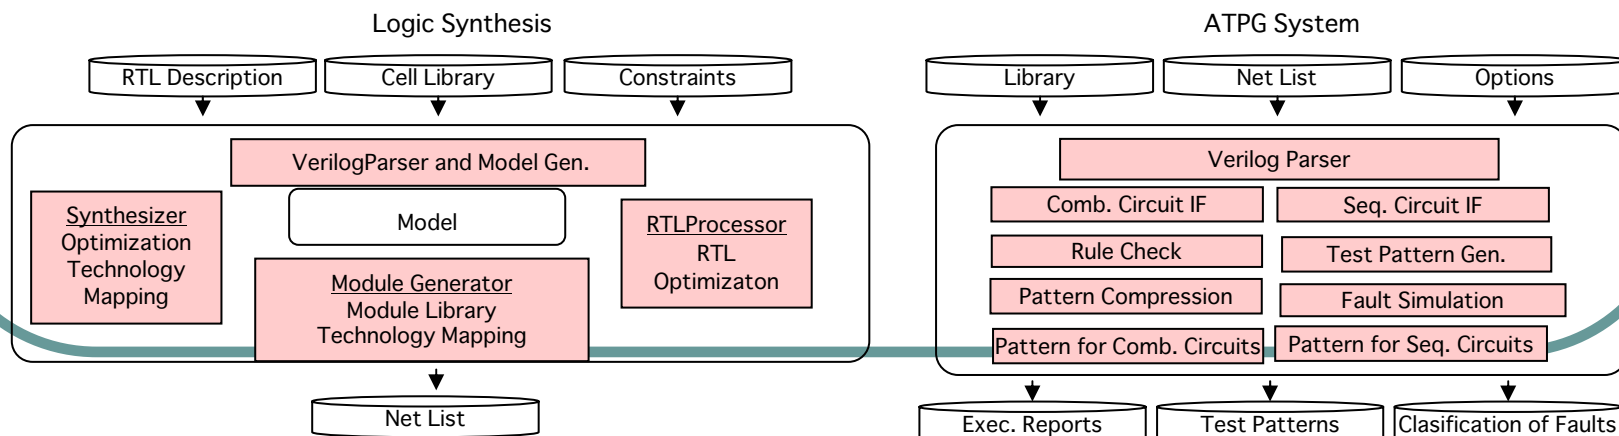 Logic Synthesis
RTL Description
Cell Library
Constraints
VerilogParser and Model Gen.
Synthesizer
Optimization
Technology
Mapping
Model
RTLProcessor
RTL
Optimizaton
Module Generator
Module Library
Technology Mapping
Net List
ATPG System
Library
Net List
Options
Verilog Parser
Comb. Circuit IF
Seq. Circuit IF
Rule Check
Test Pattern Gen.
Pattern Compression
Fault Simulation
Pattern for Comb. Circuits
Pattern for Seq. Circuits
Exec. Reports
Test Patterns
Clasification of Faults